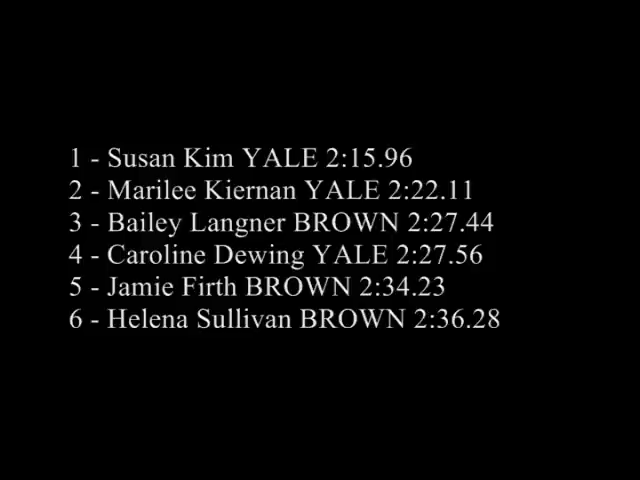 1 - Susan Kim YALE 2:15.96
2 - Marilee Kiernan YALE 2:22.11
3 - Bailey Langner BROWN 2:27.44
4 - Caroline Dewing YALE 2:27.56
5 - Jamie Firth BROWN 2:34.23
6 - Helena Sullivan BROWN 2:36.28